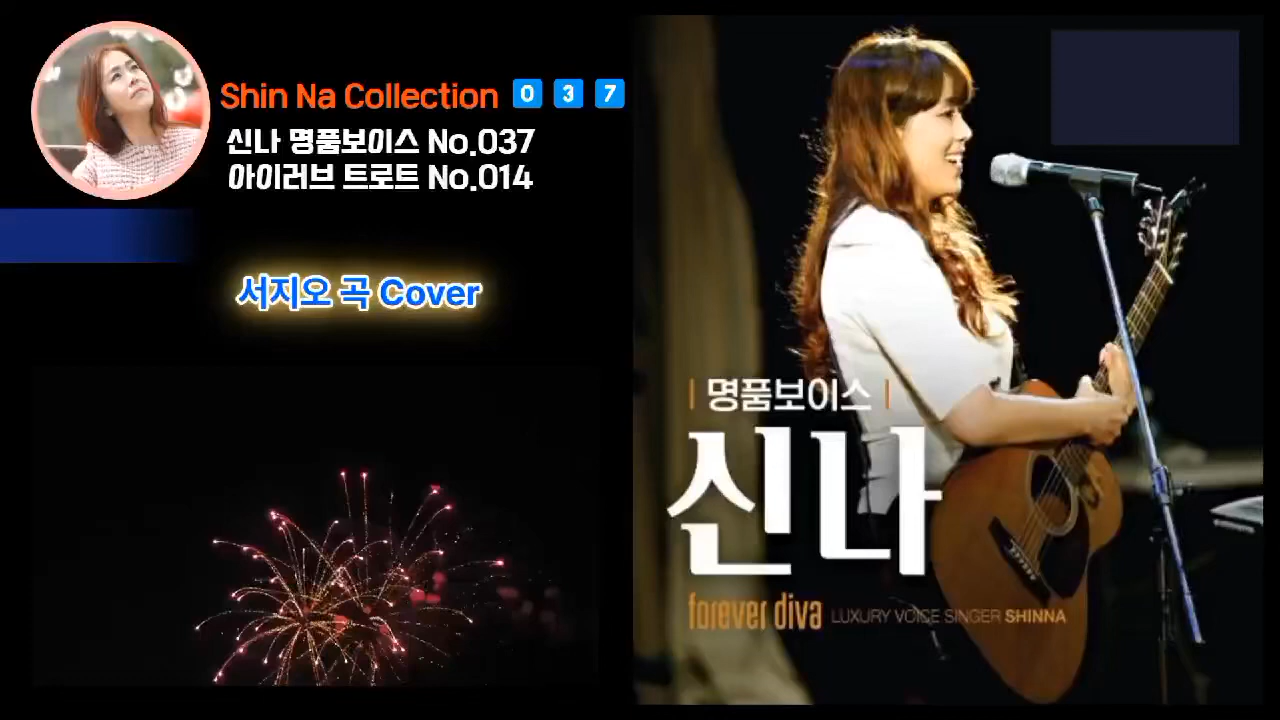 Shin Na Collection 0 3 7
신나 명품보이스 No.037
아이러브 트로트 No.014
서지오 곡 Cover
| 명품보이스 |
신나
forever diva LUXURY VOICE SINGER SHINNA